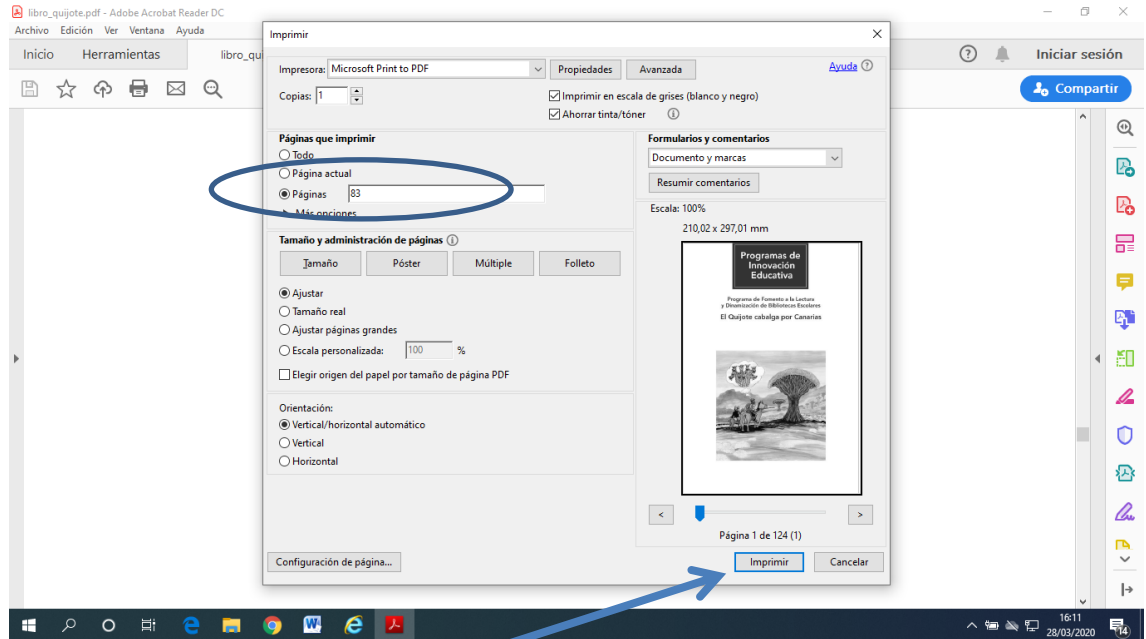 libro_quijote.pdf - Adobe Acrobat Reader DC
Archivo Edición Ver Ventana Ayuda
Inicio Herramientas libro_qui
Iniciar sesión
Compartir
Imprimir
Impresora: Microsoft Print to PDF Propiedades Avanzada Ayuda
Copias: 1 Imprimir en escala de grises (blanco y negro)
Ahorrar tinta/tóner
Páginas que imprimir
Todo
Página actual
Páginas 83
Más opciones
Tamaño y administración de páginas
Tamaño Póster Múltiple Folleto
Ajustar
Tamaño real
Ajustar páginas grandes
Escala personalizada: 100 %
Elegir origen del papel por tamaño de página PDF
Orientación:
Vertical/horizontal automático
Vertical
Horizontal
Formularios y comentarios
Documento y marcas
Resumir comentarios
Escala: 100%
210,02 x 297,01 mm
Programas de
Innovación
Educativa
Programa de Fomento a la Lectura
y Dinamización de Bibliotecas Escolares
El Quijote cabalga por Canarias
< >
Página 1 de 124 (1)
Configuración de página... Imprimir Cancelar
16:11
28/03/2020
14